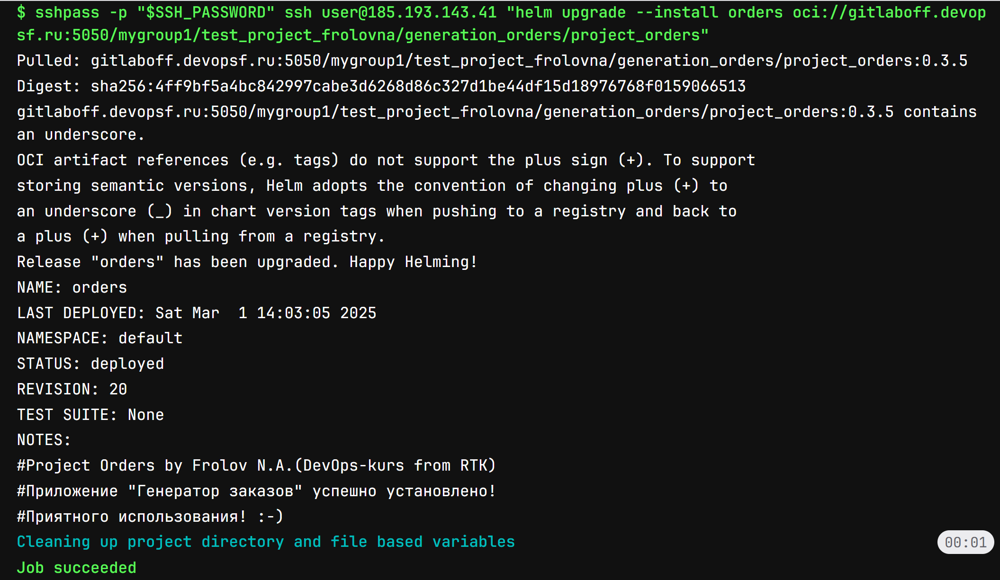 $ sshpass -p "$SSH_PASSWORD" ssh user@185.193.143.41 "helm upgrade --install orders oci://gitlaboff.devop
sf.ru:5050/mygroup1/test_project_frolovna/generation_orders/project_orders"
Pulled: gitlaboff.devopsf.ru:5050/mygroup1/test_project_frolovna/generation_orders/project_orders:0.3.5
Digest: sha256:4ff9bf5a4bc842997cabe3d6268d86c327d1be44df15d18976768f0159066513
gitlaboff.devopsf.ru:5050/mygroup1/test_project_frolovna/generation_orders/project_orders:0.3.5 contains
an underscore.
OCI artifact references (e.g. tags) do not support the plus sign (+). To support
storing semantic versions, Helm adopts the convention of changing plus (+) to
an underscore (_) in chart version tags when pushing to a registry and back to
a plus (+) when pulling from a registry.
Release "orders" has been upgraded. Happy Helming!
NAME: orders
LAST DEPLOYED: Sat Mar  1 14:03:05 2025
NAMESPACE: default
STATUS: deployed
REVISION: 20
TEST SUITE: None
NOTES:
#Project Orders by Frolov N.A.(DevOps-kurs from RTK)
#Приложение "Генератор заказов" успешно установлено!
#Приятного использования! :-)
Cleaning up project directory and file based variables
00:01
Job succeeded